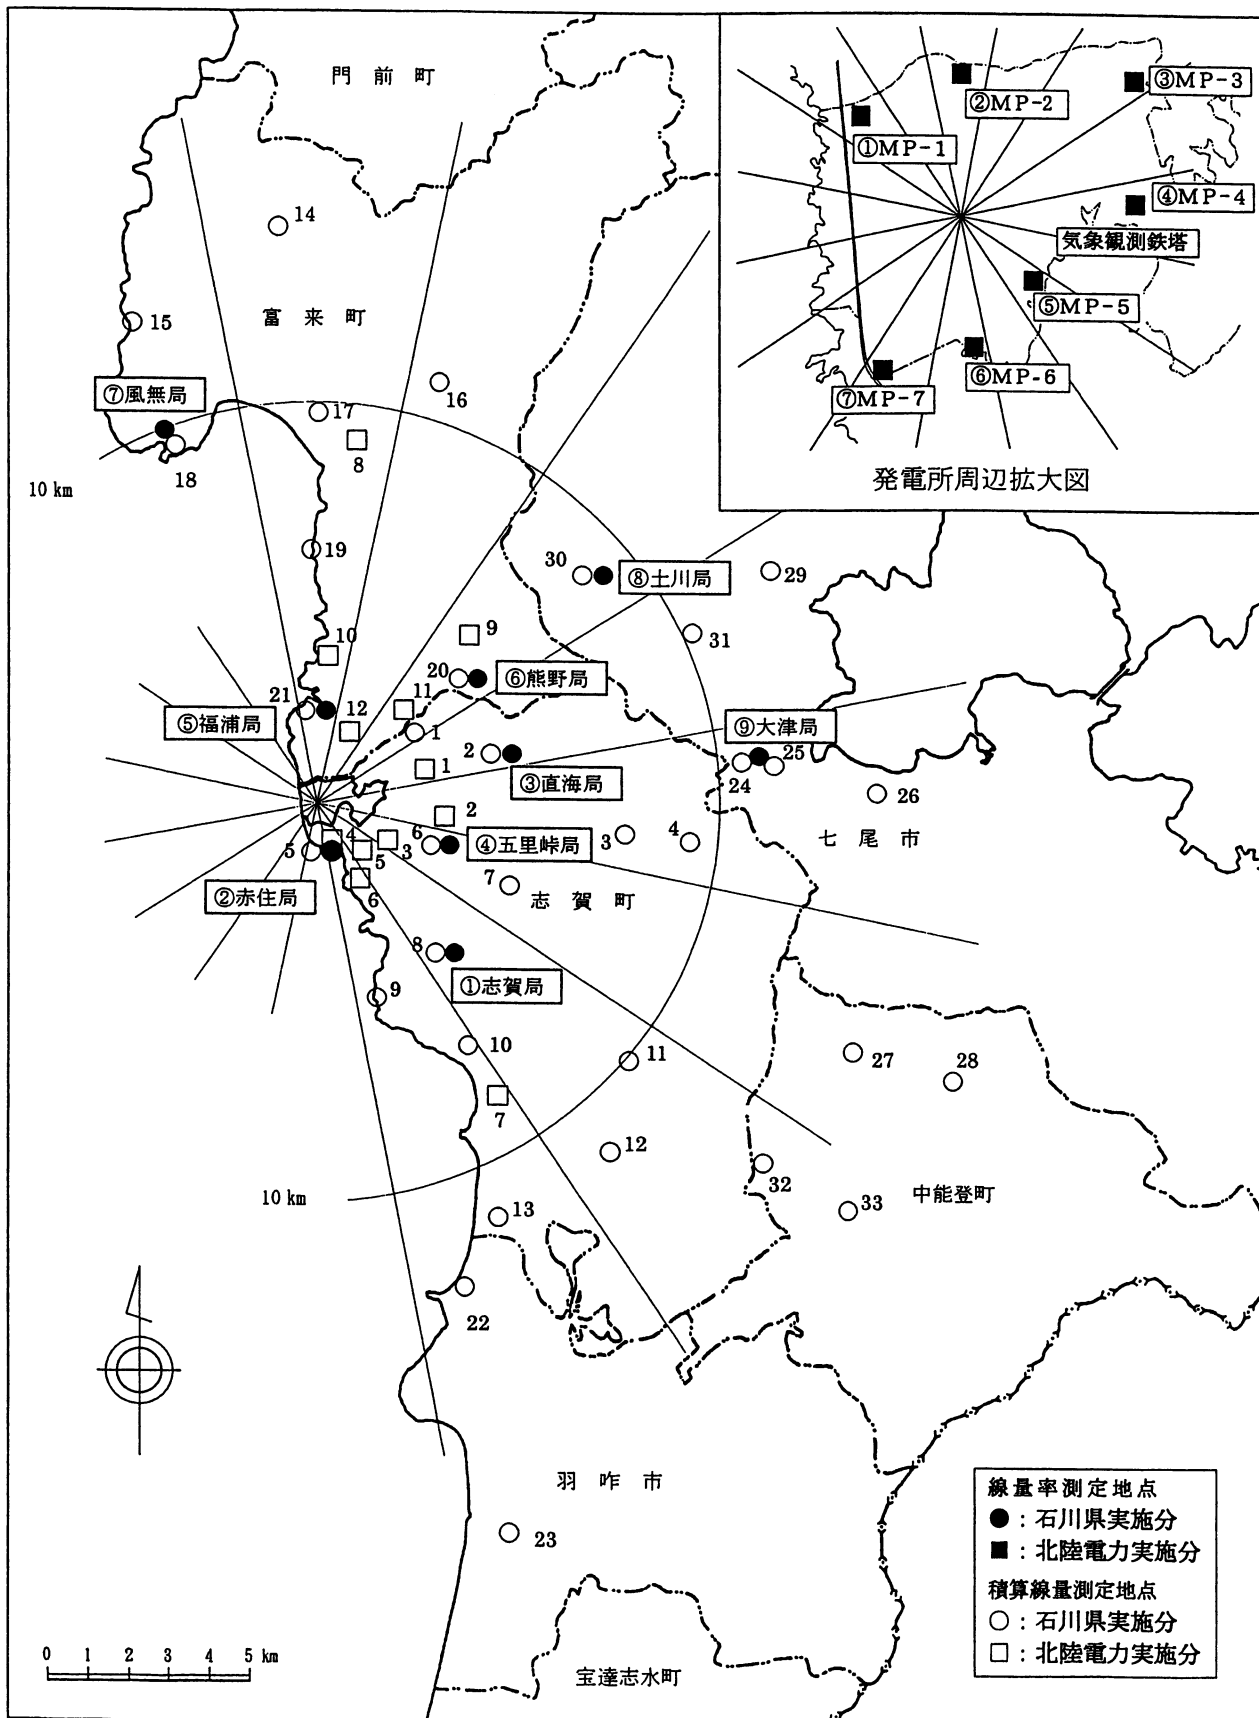 門前町
14
富来町
15
⑦風無局
16
17
8
18
10 km
19
30
⑧土川局
29
31
10
9
20
⑥熊野局
21
12
11
1
⑤福浦局
2
③直海局
1
⑨大津局
24
25
26
2
4
3
6
④五里峠局
3
4
七尾市
5
5
6
7
志賀町
②赤住局
8
①志賀局
9
10
11
27
28
7
12
32
33
中能登町
10 km
13
22
羽咋市
23
宝達志水町
0 1 2 3 4 5 km
①MP-1
②MP-2
③MP-3
④MP-4
気象観測鉄塔
⑤MP-5
⑥MP-6
⑦MP-7
発電所周辺拡大図
線量率測定地点
●：石川県実施分
■：北陸電力実施分
積算線量測定地点
○：石川県実施分
□：北陸電力実施分